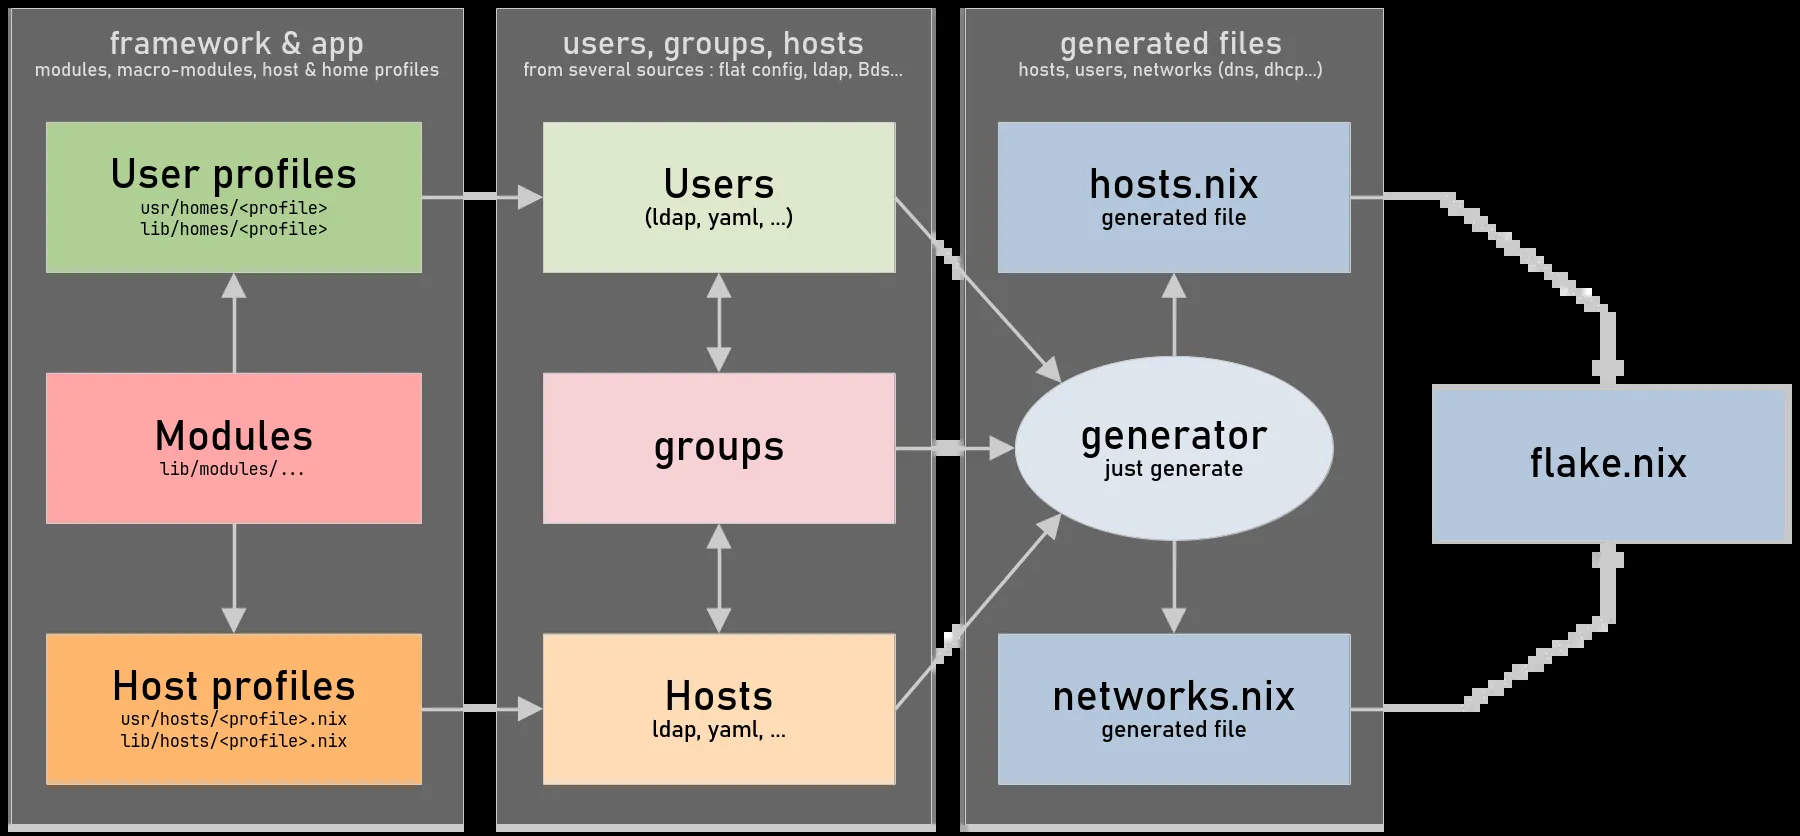 framework & app
modules, macro-modules, host & home profiles
User profiles
usr/homes/<profile>
lib/homes/<profile>
Modules
lib/modules/...
Host profiles
usr/hosts/<profile>.nix
lib/hosts/<profile>.nix
users, groups, hosts
from several sources : flat config, ldap, Bds...
Users
(ldap, yaml, ...)
groups
Hosts
ldap, yaml, ...
generated files
hosts, users, networks (dns, dhcp...)
hosts.nix
generated file
generator
just generate
networks.nix
generated file
flake.nix